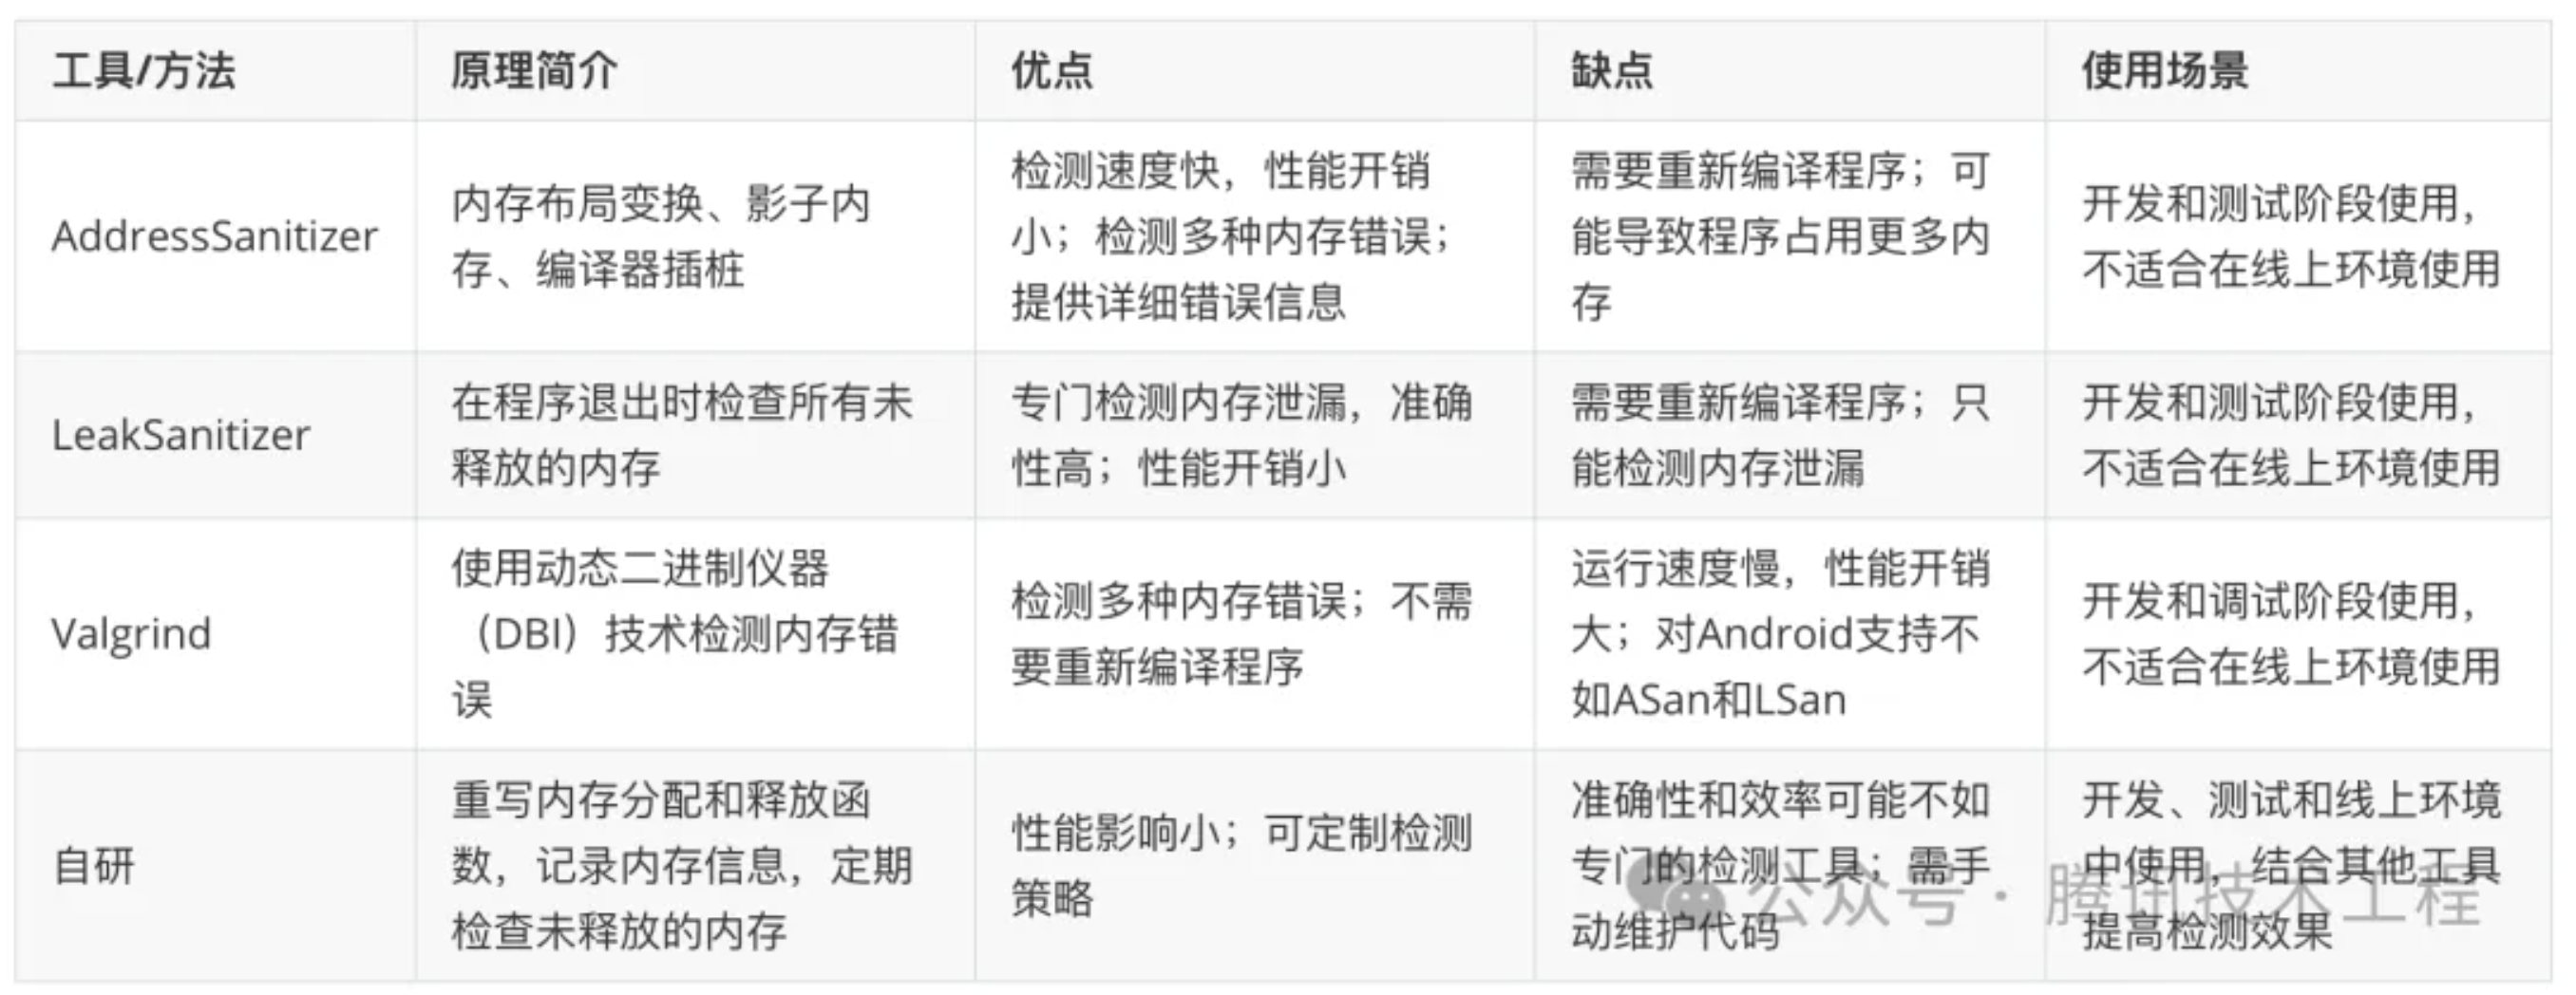 工具/方法
原理简介
优点
缺点
使用场景
AddressSanitizer
内存布局变换、影子内
存、编译器插桩
检测速度快，性能开销
小；检测多种内存错误；
提供详细错误信息
需要重新编译程序；可
能导致程序占用更多内
存
开发和测试阶段使用，
不适合在线上环境使用
LeakSanitizer
在程序退出时检查所有未
释放的内存
专门检测内存泄漏，准确
性高；性能开销小
需要重新编译程序；只
能检测内存泄漏
开发和测试阶段使用，
不适合在线上环境使用
Valgrind
使用动态二进制仪器
（DBI）技术检测内存错
误
检测多种内存错误；不需
要重新编译程序
运行速度慢，性能开销
大；对Android支持不
如ASan和LSan
开发和调试阶段使用，
不适合在线上环境使用
自研
重写内存分配和释放函
数，记录内存信息，定期
检查未释放的内存
性能影响小；可定制检测
策略
准确性和效率可能不如
专门的检测工具；需手
动维护代码
开发、测试和线上环境
中使用，结合其他工具
提高检测效果
公众号·腾讯技术工程